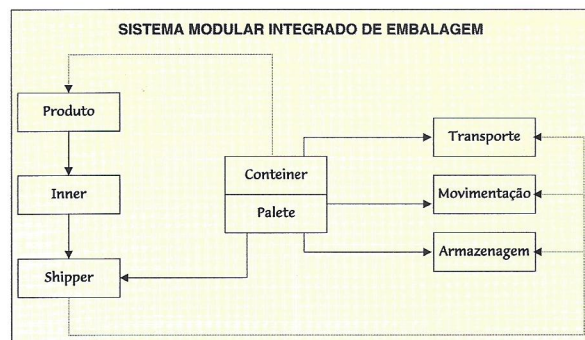 SISTEMA MODULAR INTEGRADO DE EMBALAGEM
Produto
Inner
Shipper
Conteiner
Palete
Transporte
Movimentação
Armazenagem